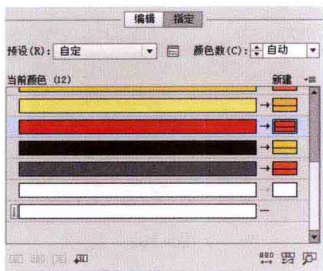 编辑 指定
预设(R): 自定 颜色数(C): 自动
当前颜色 (12) 新建